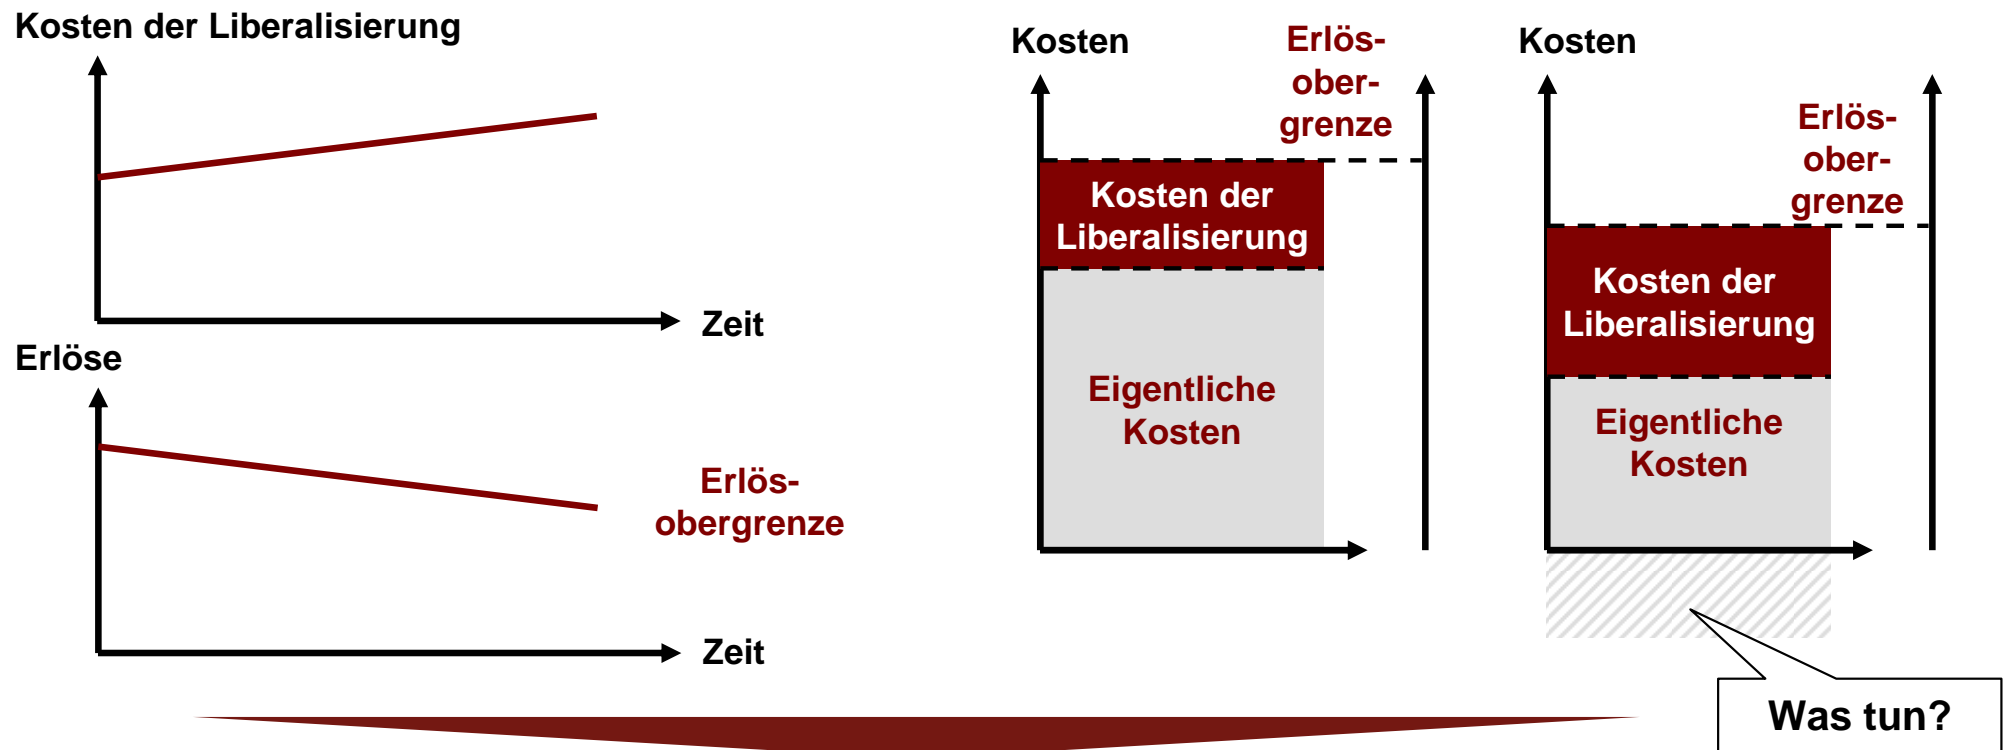 Kosten der Liberalisierung
Zeit
Erlöse
Erlös-
obergrenze
Zeit
Kosten
Erlös-
ober-
grenze
Kosten der
Liberalisierung
Eigentliche
Kosten
Kosten
Erlös-
ober-
grenze
Kosten der
Liberalisierung
Eigentliche
Kosten
Was tun?